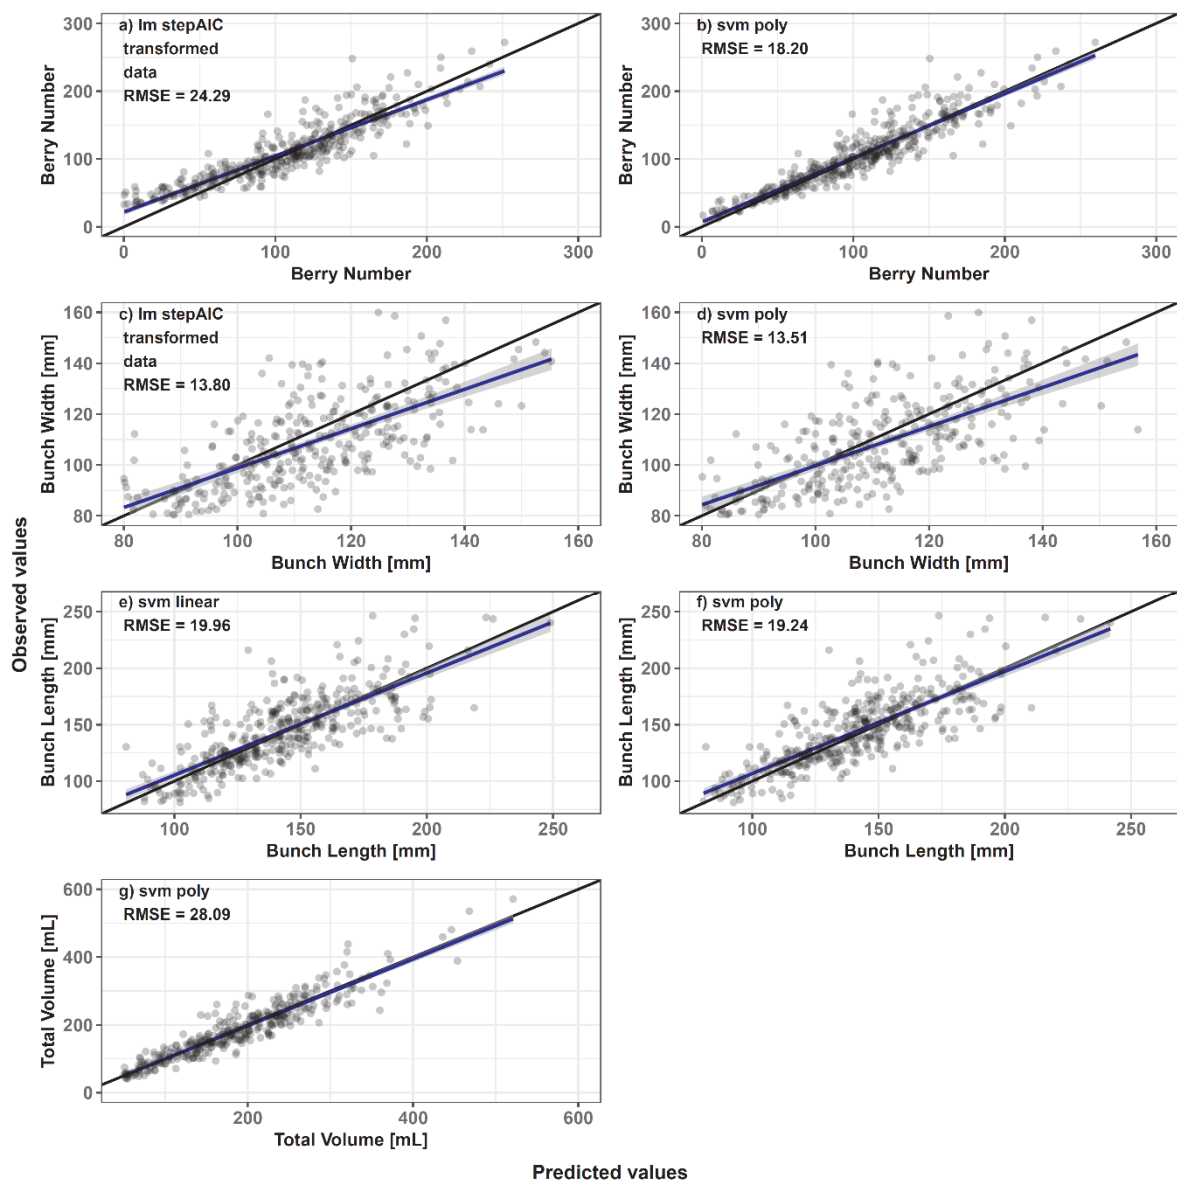 a) lm stepAIC
transformed
data
RMSE = 24.29
Berry Number
300
200
100
0
0 100 200 300
Berry Number
b) svm poly
RMSE = 18.20
Berry Number
300
200
100
0
0 100 200 300
Berry Number
c) lm stepAIC
transformed
data
RMSE = 13.80
Bunch Width [mm]
160
140
120
100
80
80 100 120 140 160
Bunch Width [mm]
d) svm poly
RMSE = 13.51
Bunch Width [mm]
160
140
120
100
80
80 100 120 140 160
Bunch Width [mm]
Observed values
e) svm linear
RMSE = 19.96
Bunch Length [mm]
250
200
150
100
100 150 200 250
Bunch Length [mm]
f) svm poly
RMSE = 19.24
Bunch Length [mm]
250
200
150
100
100 150 200 250
Bunch Length [mm]
g) svm poly
RMSE = 28.09
Total Volume [mL]
600
400
200
0
200 400 600
Total Volume [mL]
Predicted values